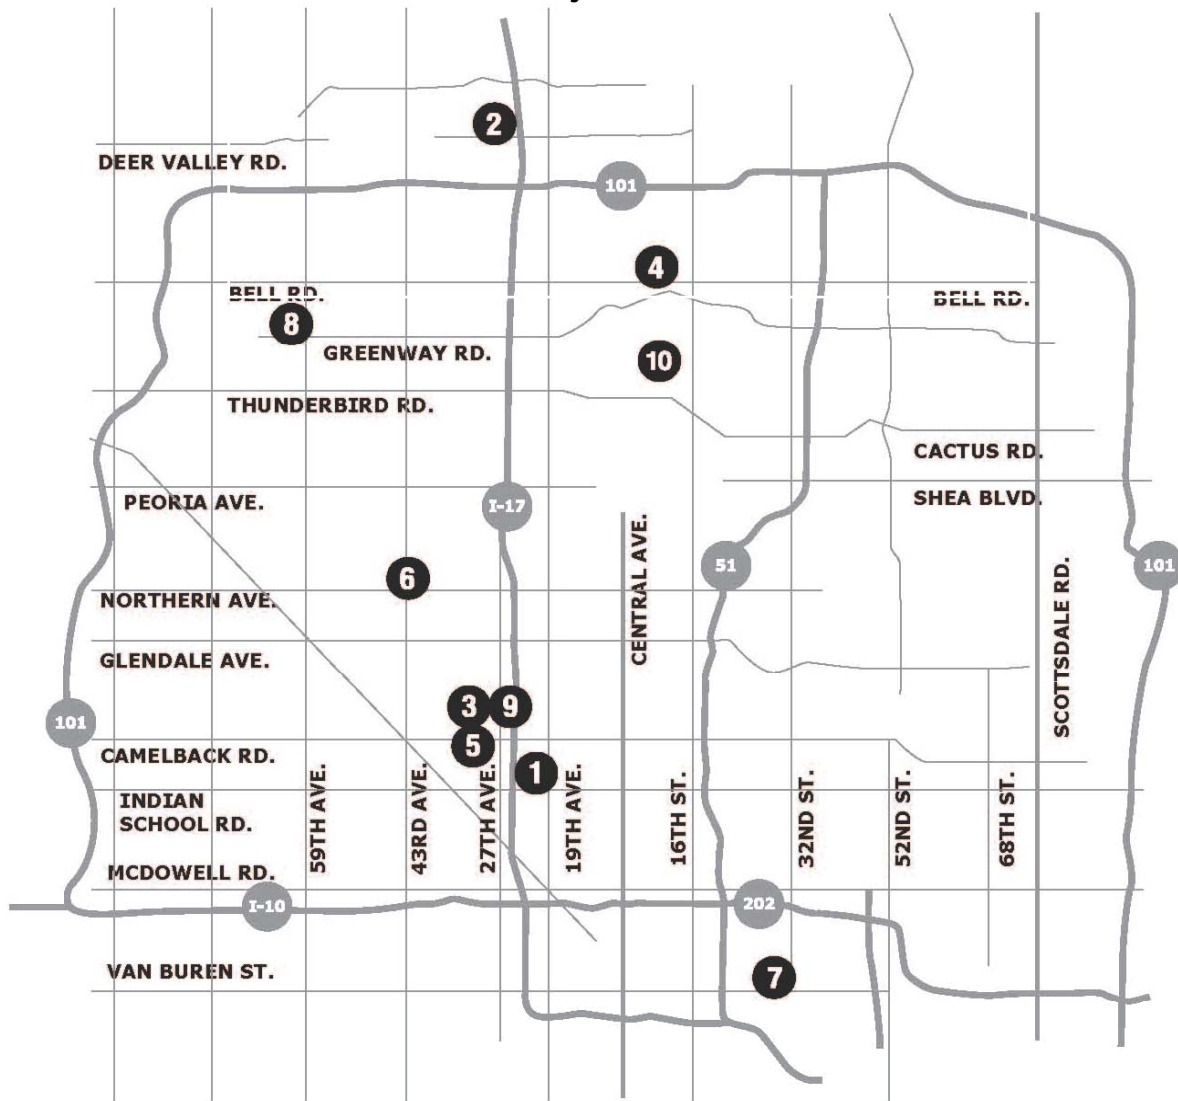 2
DEER VALLEY RD.
101
4
BELL RD.
BELL RD.
8
GREENWAY RD.
10
THUNDERBIRD RD.
CACTUS RD.
PEORIA AVE.
I-17
SHEA BLVD.
51
101
6
NORTHERN AVE.
CENTRAL AVE.
SCOTTSDALE RD.
GLENDALE AVE.
3
9
101
5
CAMELBACK RD.
1
INDIAN
SCHOOL RD.
59TH AVE.
43RD AVE.
27TH AVE.
19TH AVE.
16TH ST.
32ND ST.
52ND ST.
68TH ST.
MCDOWELL RD.
I-10
202
VAN BUREN ST.
7